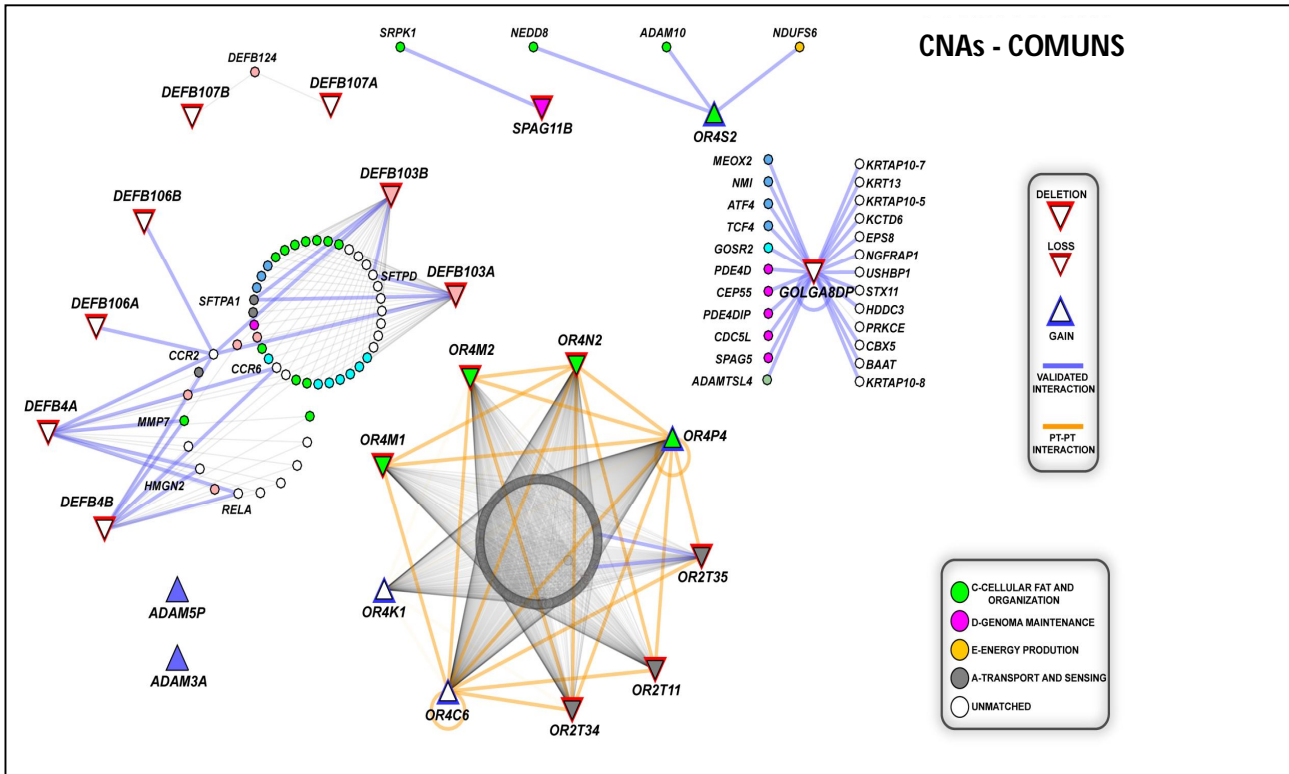 CNAs - COMUNS
SRPK1
NEDD8
ADAM10
NDUFS6
DEFB124
DEFB107B
DEFB107A
SPAG11B
OR4S2
DEFB106B
DEFB103B
DEFB103A
DEFB106A
SFTPD
SFTPA1
CCR2
CCR6
DEFB4A
MMP7
HMGN2
RELA
DEFB4B
ADAM5P
ADAM3A
MEOX2
NMI
ATF4
TCF4
GOSR2
PDE4D
CEP55
PDE4DIP
CDC5L
SPAG5
ADAMTSL4
GOLGA8DP
KRTAP10-7
KRT13
KRTAP10-5
KCTD6
EPS8
NGFRAP1
USHBP1
STX11
HDDC3
PRKCE
CBX5
BAAT
KRTAP10-8
OR4M2
OR4N2
OR4P4
OR4M1
OR2T35
OR4K1
OR2T11
OR4C6
OR2T34
DELETION
LOSS
GAIN
VALIDATED
INTERACTION
PT-PT
INTERACTION
C-CELLULAR FAT AND
ORGANIZATION
D-GENOMA MAINTENANCE
E-ENERGY PRODUTION
A-TRANSPORT AND SENSING
UNMATCHED